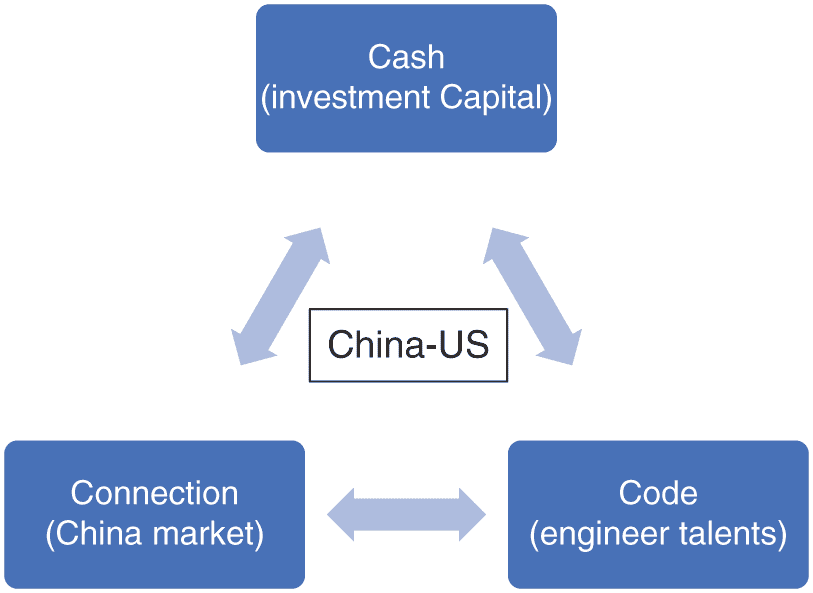 Cash
(investment Capital)
China-US
Connection
(China market)
Code
(engineer talents)